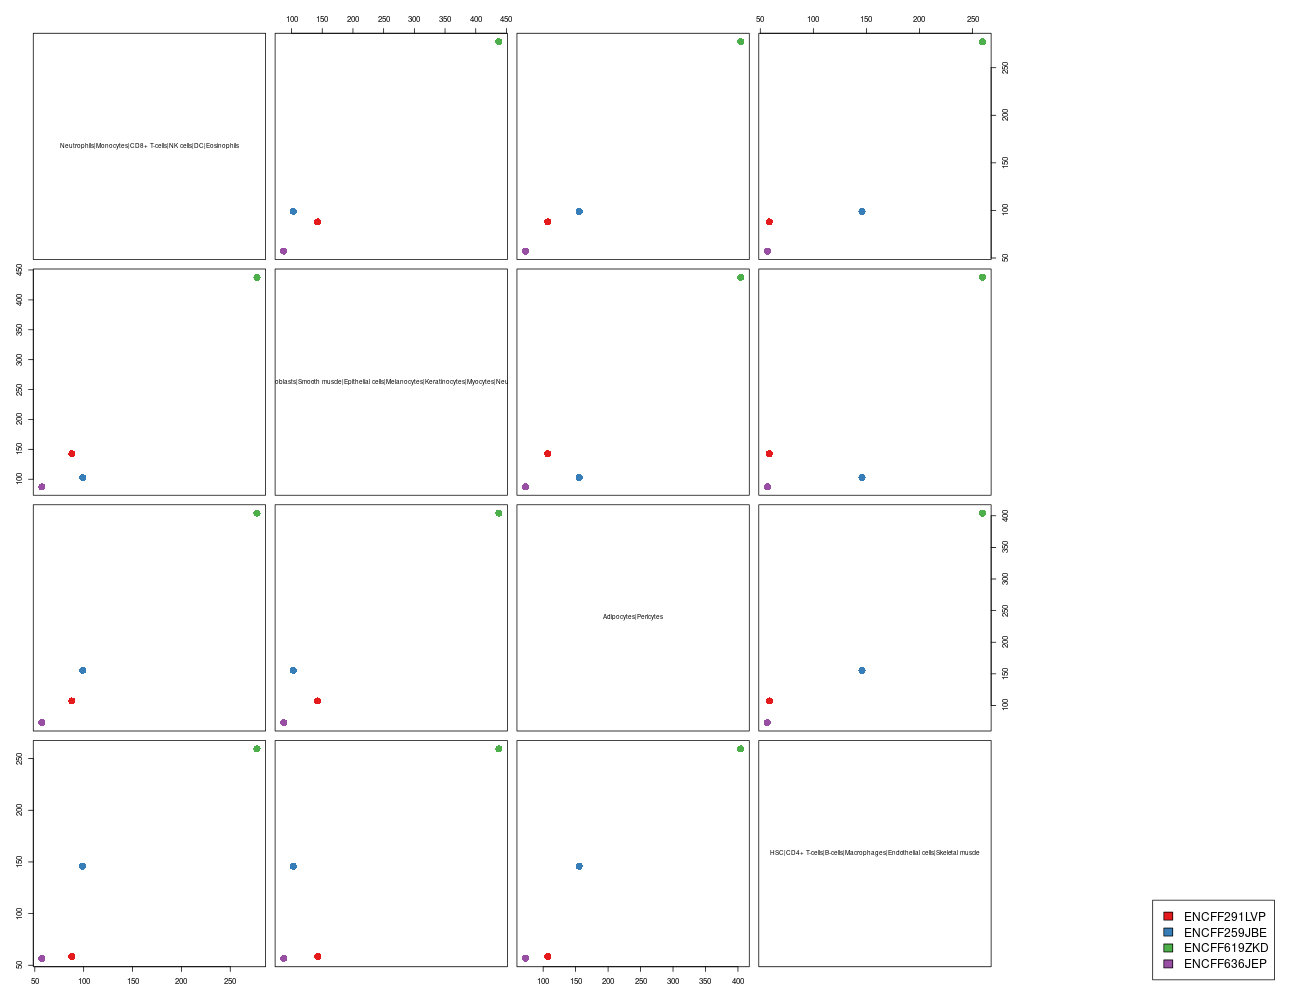 100 150 200 250 300 350 400 450
50 100 150 200 250
Neutrophils|Monocytes|CD8+ T-cells|NK cells|DC|Eosinophils
50 100 150 200 250
100 150 200 250 300 350 400 450
oblasts|Smooth muscle|Epithelial cells|Melanocytes|Keratinocytes|Myocytes|Neu
Adipocytes|Pericytes
100 150 200 250 300 350 400
50 100 150 200 250
HSC|CD4+ T-cells|B-cells|Macrophages|Endothelial cells|Skeletal muscle
50 100 150 200 250
100 150 200 250 300 350 400
ENCFF291LVP
ENCFF259JBE
ENCFF619ZKD
ENCFF636JEP